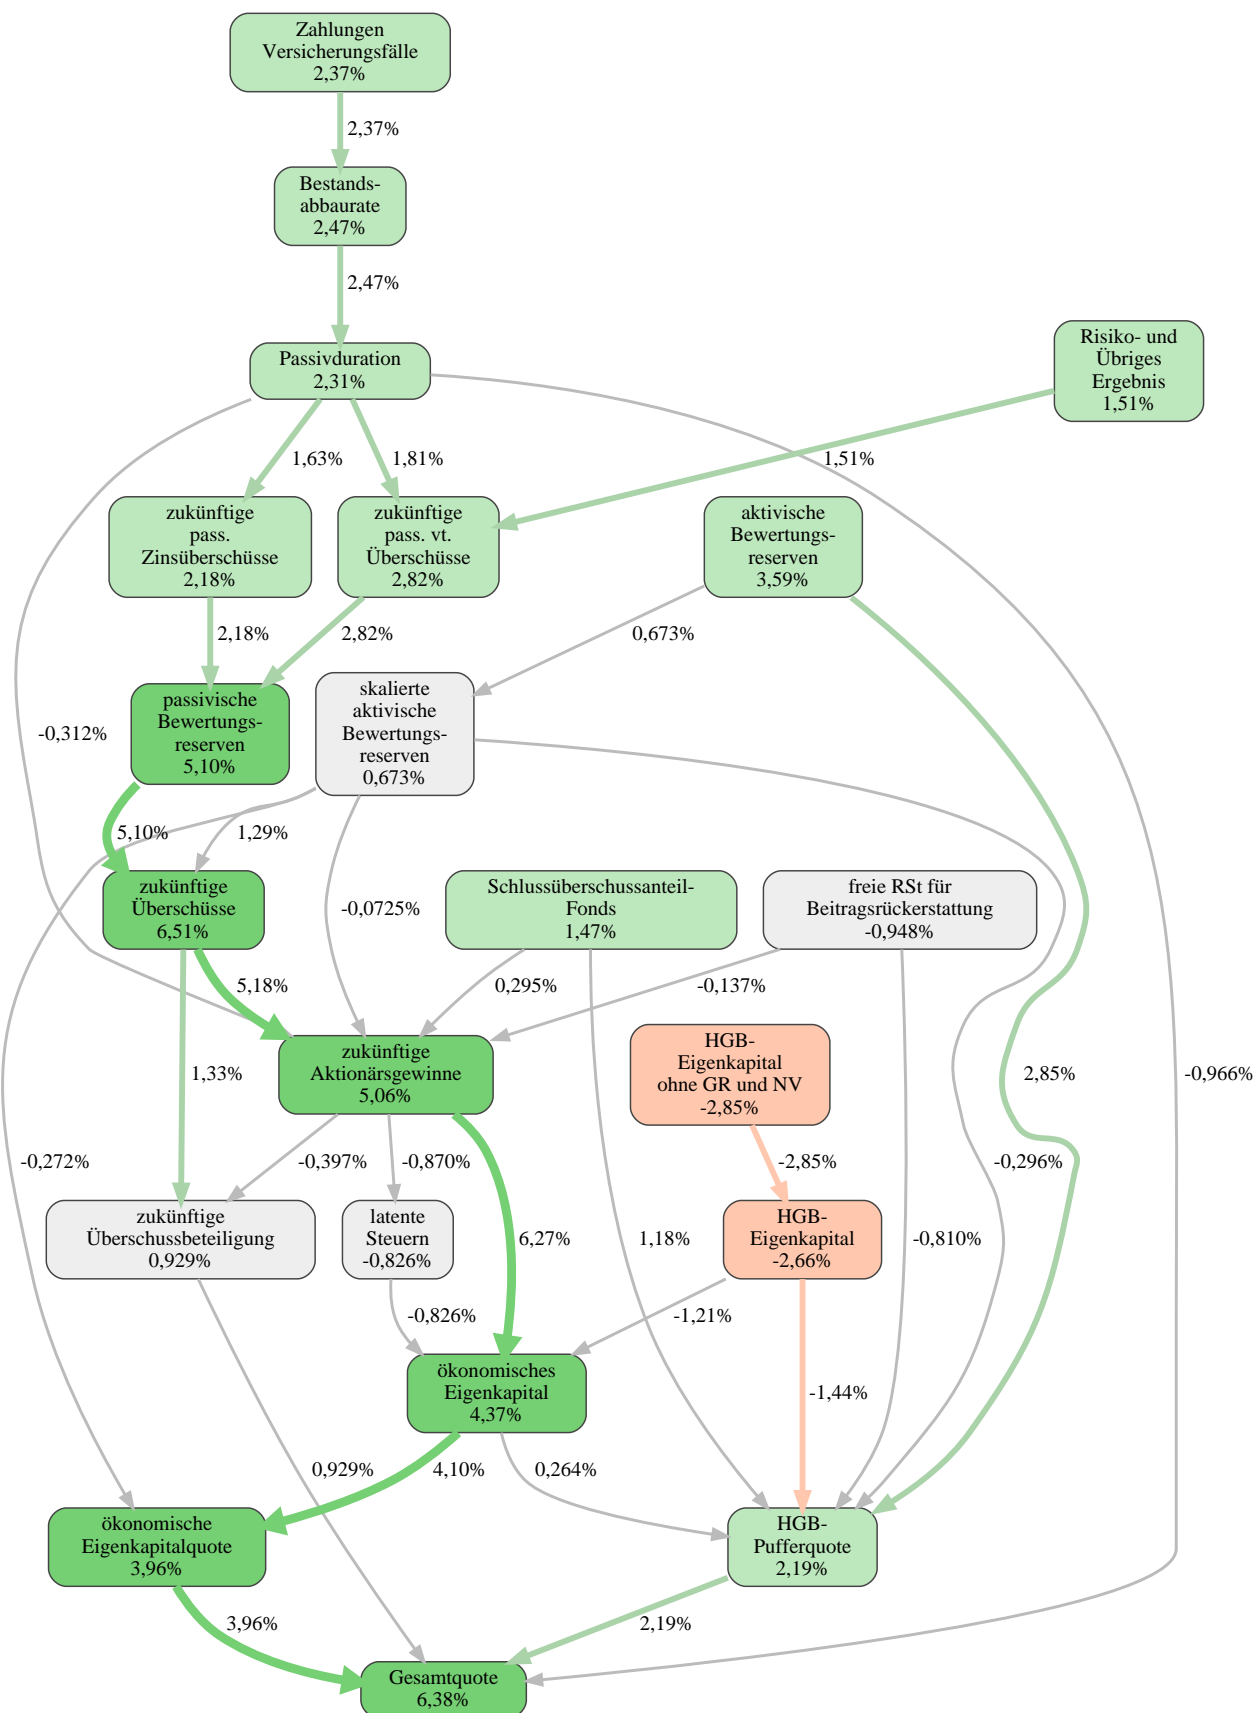 Zahlungen
Versicherungsfälle
2,37%
2,37%
Bestands-
abbaurate
2,47%
2,47%
Passivduration
2,31%
Risiko- und
Übriges
Ergebnis
1,51%
1,63%
1,81%
1,51%
zukünftige
pass.
Zinsüberschüsse
2,18%
zukünftige
pass. vt.
Überschüsse
2,82%
aktivische
Bewertungs-
reserven
3,59%
2,18%
2,82%
0,673%
passivische
Bewertungs-
reserven
5,10%
skalierte
aktivische
Bewertungs-
reserven
0,673%
-0,312%
5,10%
1,29%
zukünftige
Überschüsse
6,51%
-0,0725%
Schlussüberschussanteil-
Fonds
1,47%
freie RSt für
Beitragsrückerstattung
-0,948%
5,18%
0,295%
-0,137%
zukünftige
Aktionärsgewinne
5,06%
HGB-
Eigenkapital
ohne GR und NV
-2,85%
1,33%
2,85%
-0,966%
-0,272%
-0,397%
-0,870%
-2,85%
-0,296%
zukünftige
Überschussbeteiligung
0,929%
latente
Steuern
-0,826%
6,27%
1,18%
HGB-
Eigenkapital
-2,66%
-0,810%
-0,826%
-1,21%
ökonomisches
Eigenkapital
4,37%
-1,44%
0,929%
4,10%
0,264%
ökonomische
Eigenkapitalquote
3,96%
HGB-
Pufferquote
2,19%
3,96%
2,19%
Gesamtquote
6,38%